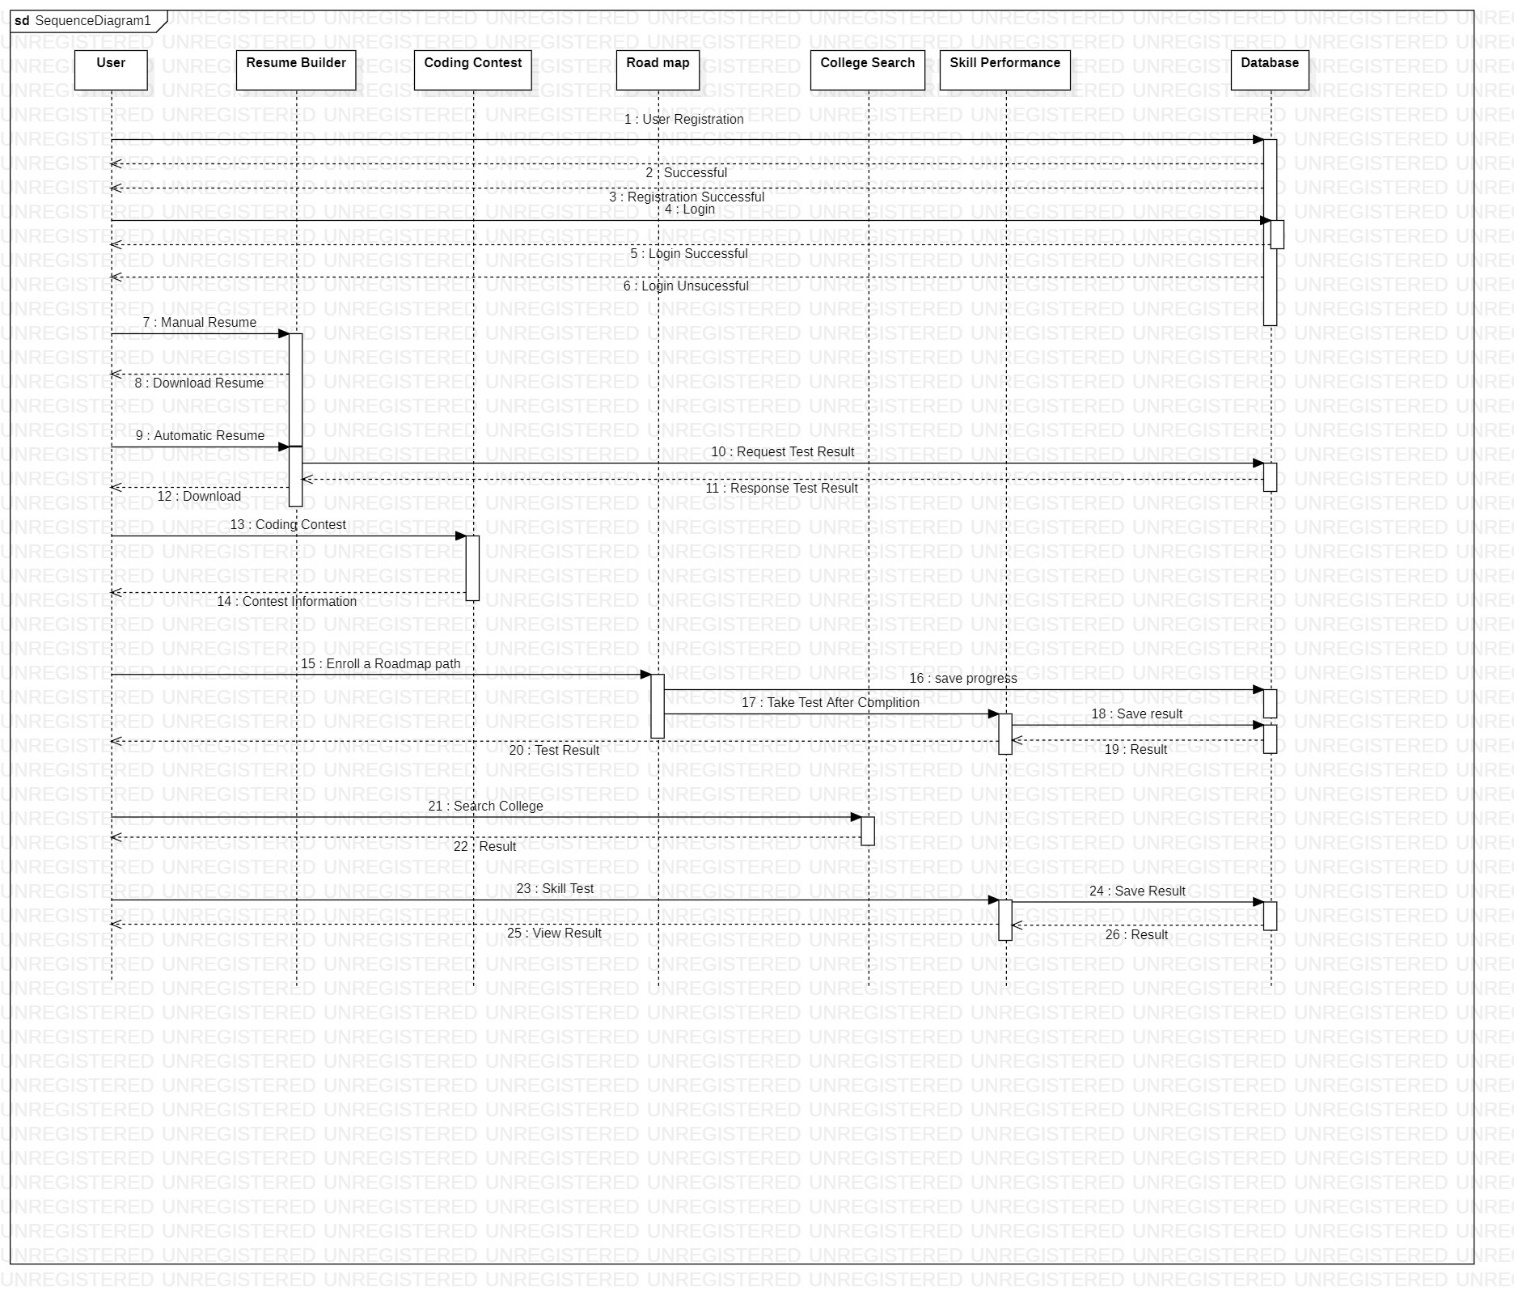 sd SequenceDiagram1
User
Resume Builder
Coding Contest
Road map
College Search
Skill Performance
Database
1 : User Registration
2 : Successful
3 : Registration Successful
4 : Login
5 : Login Successful
6 : Login Unsucessful
7 : Manual Resume
8 : Download Resume
9 : Automatic Resume
10 : Request Test Result
11 : Response Test Result
12 : Download
13 : Coding Contest
14 : Contest Information
15 : Enroll a Roadmap path
16 : save progress
17 : Take Test After Complition
18 : Save result
19 : Result
20 : Test Result
21 : Search College
22 : Result
23 : Skill Test
24 : Save Result
25 : View Result
26 : Result
UNREGISTERED